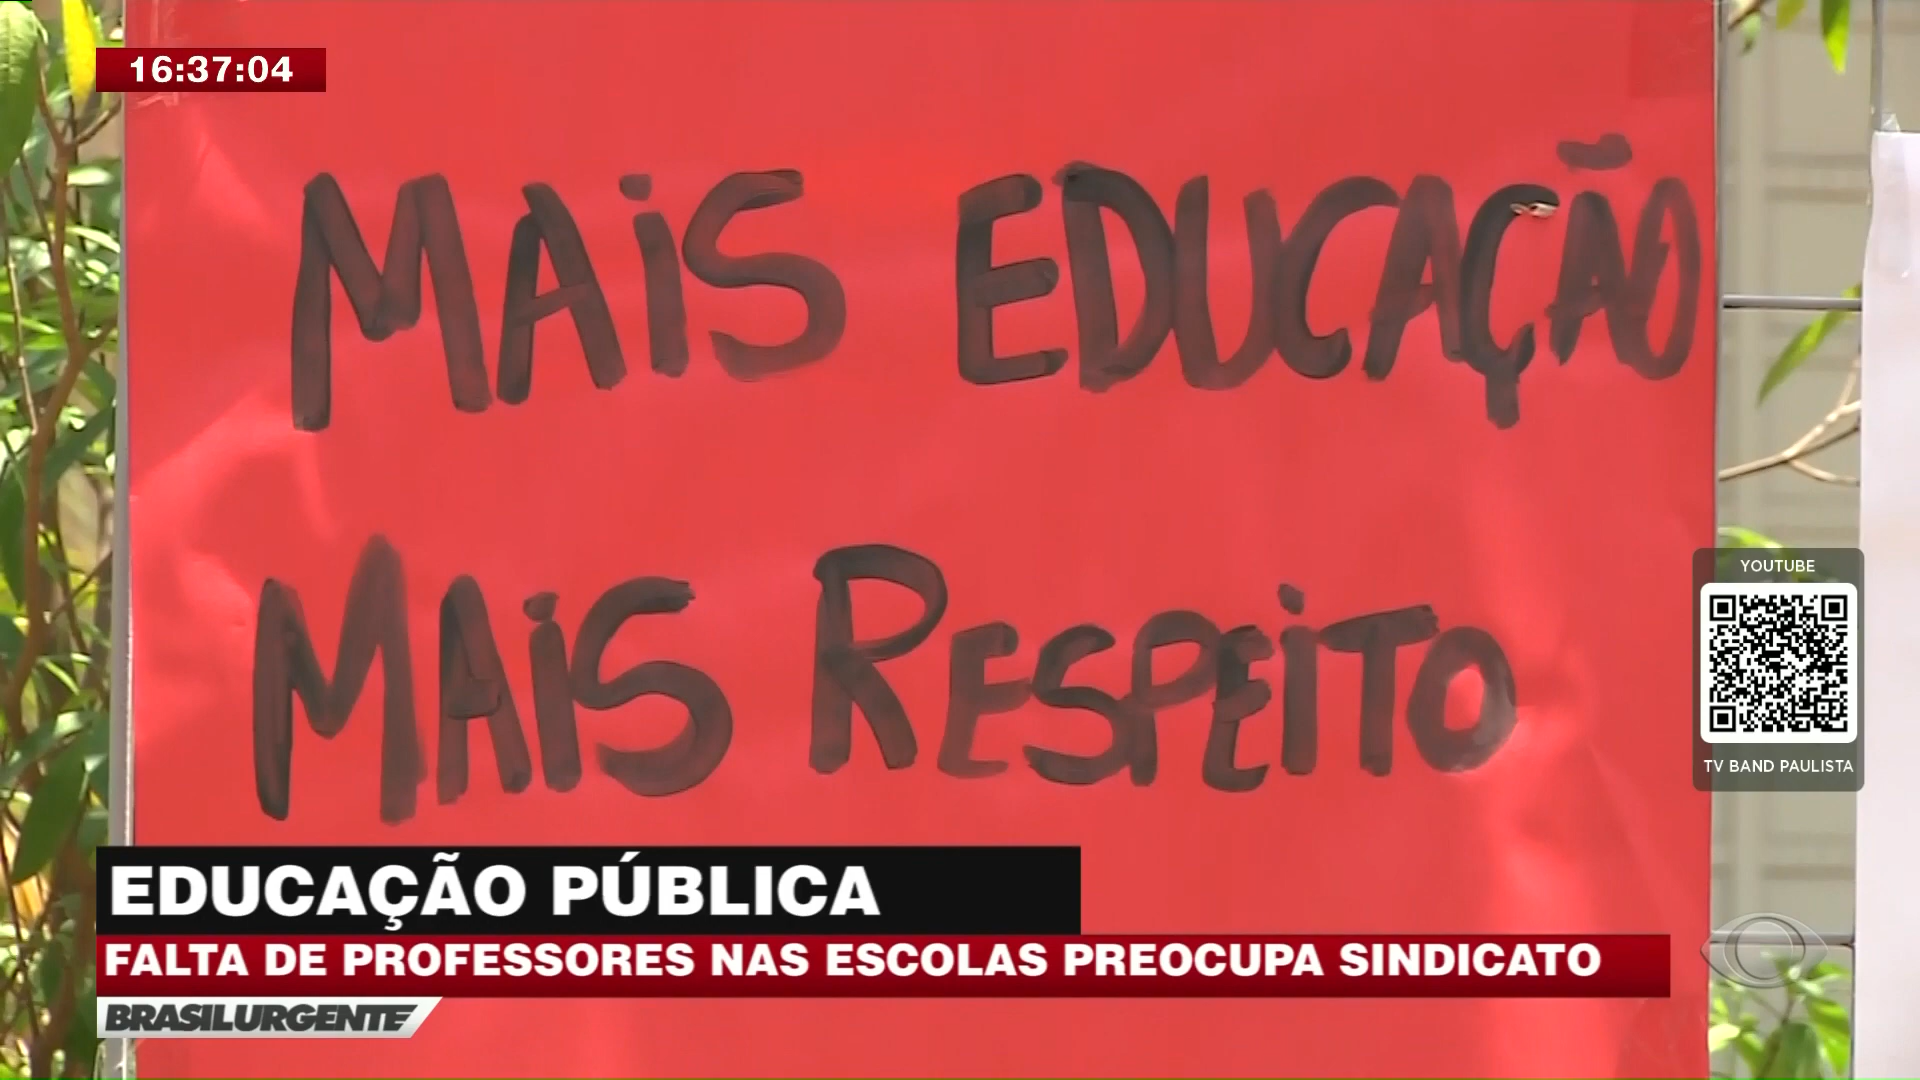 16:37:04
MAiS EDUCAÇÃO
MAiS RESPEiTO
YOUTUBE
TV BAND PAULISTA
EDUCAÇÃO PÚBLICA
FALTA DE PROFESSORES NAS ESCOLAS PREOCUPA SINDICATO
BRASILURGENTE